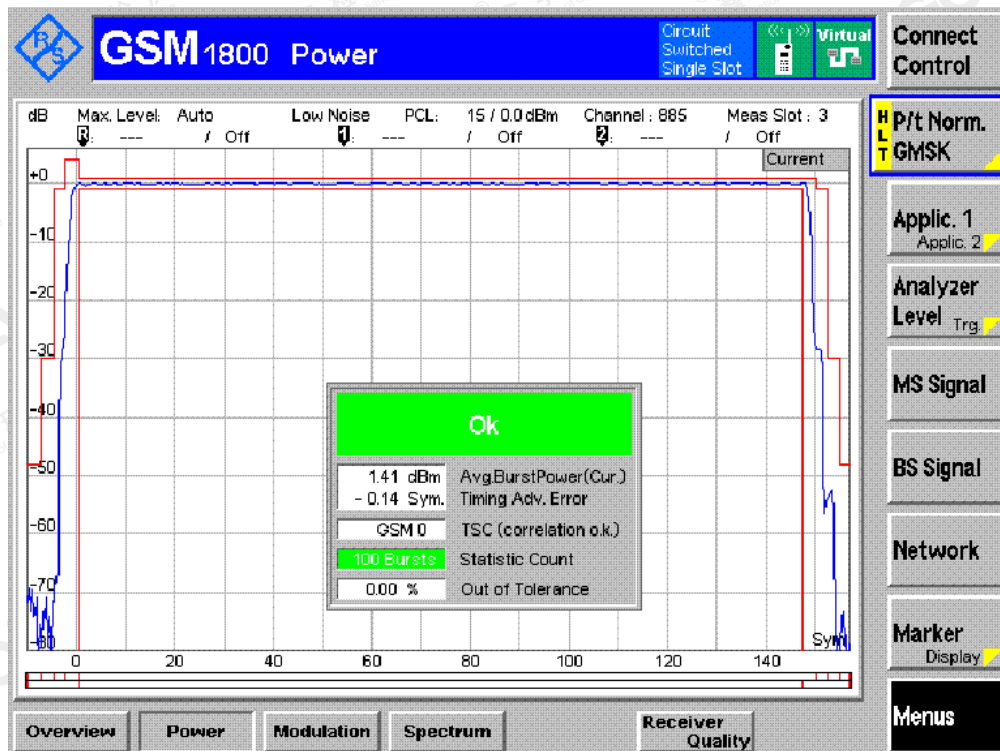 R&S
GSM 1800 Power
Circuit Switched Single Slot
Virtual
Connect Control
dB Max. Level: Auto Low Noise PCL: 15 / 0.0 dBm Channel : 885 Meas Slot : 3
R: --- / Off 1: --- / Off 2: --- / Off
Current
HLT
P/t Norm. GMSK
+0
-10
-20
-30
-40
-50
-60
-70
-80
Applic. 1
Applic. 2
Analyzer Level Trg.
MS Signal
BS Signal
Network
Marker
Display
Menus
Ok
1.41 dBm Avg.BurstPower(Cur.)
- 0.14 Sym. Timing Adv. Error
GSM 0 TSC (correlation o.k.)
100 Bursts Statistic Count
0.00 % Out of Tolerance
Sym
0 20 40 60 80 100 120 140
Overview Power Modulation Spectrum Receiver Quality